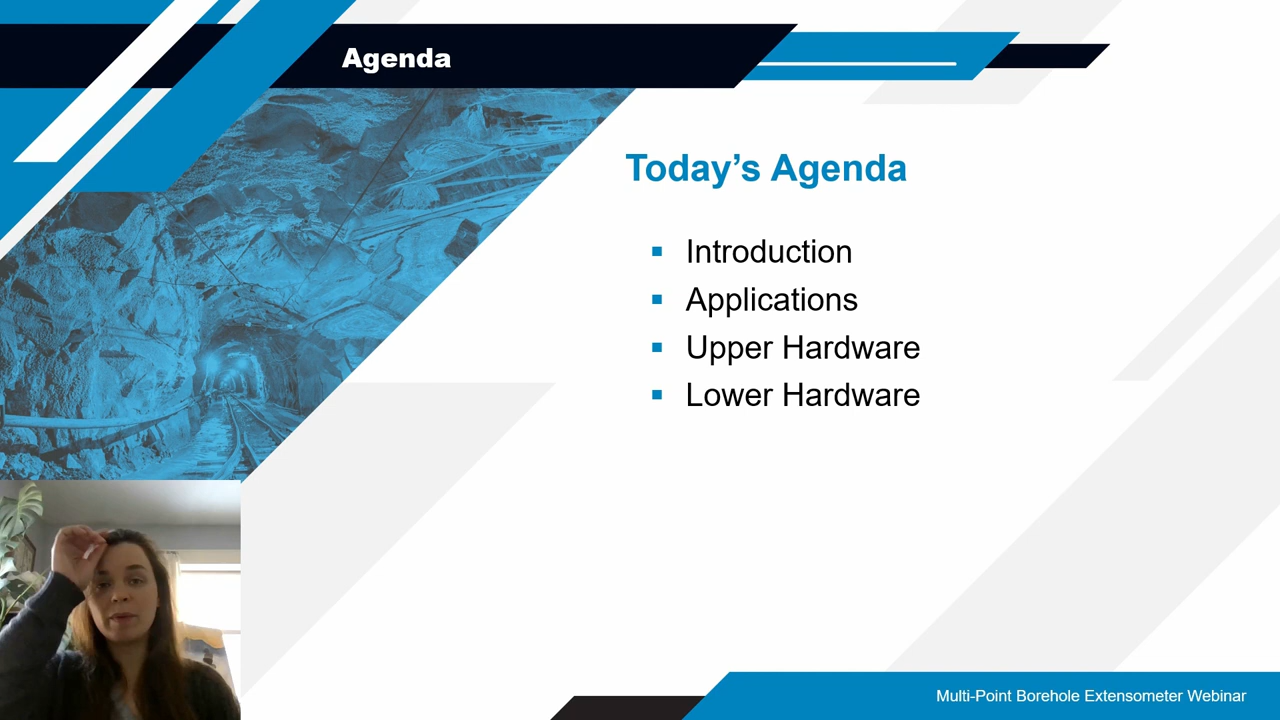 Agenda
Today's Agenda
Introduction
Applications
Upper Hardware
Lower Hardware
Multi-Point Borehole Extensometer Webinar